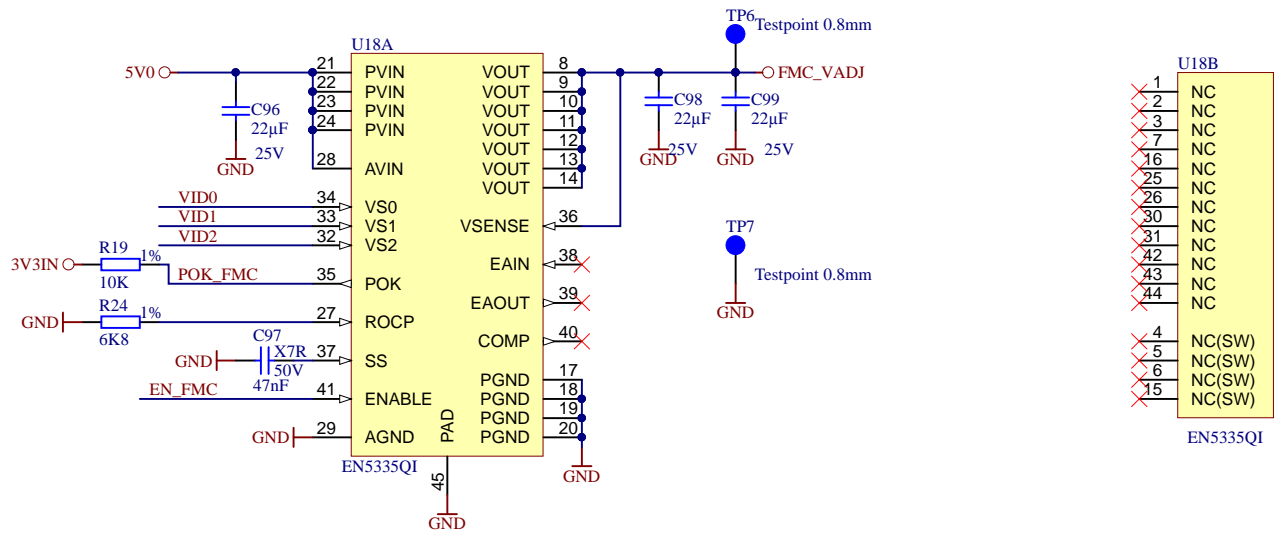 TP6 Testpoint 0.8mm
U18A
5V0
21 PVIN VOUT 8
FMC_VADJ
22 PVIN VOUT 9
23 PVIN VOUT 10
24 PVIN VOUT 11
VOUT 12
28 AVIN VOUT 13
VOUT 14
C96
22µF
25V
GND
C98
22µF
25V
GND
C99
22µF
25V
GND
VID0 34 VS0
VID1 33 VS1
VID2 32 VS2
VSENSE 36
3V3IN R19 1%
10K
POK_FMC 35 POK
EAIN 38
EAOUT 39
COMP 40
GND R24 1%
6K8
27 ROCP
C97
GND X7R 37 SS
50V
47nF
EN_FMC 41 ENABLE
GND 29 AGND
PAD
45
GND
PGND 17
PGND 18
PGND 19
PGND 20
GND
EN5335QI
TP7
Testpoint 0.8mm
GND
U18B
1 NC
2 NC
3 NC
7 NC
16 NC
25 NC
26 NC
30 NC
31 NC
42 NC
43 NC
44 NC
4 NC(SW)
5 NC(SW)
6 NC(SW)
15 NC(SW)
EN5335QI